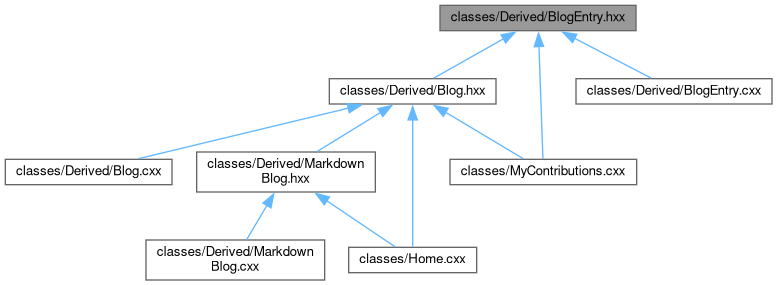 classes/Derived/BlogEntry.hxx
classes/Derived/Blog.hxx
classes/Derived/BlogEntry.cxx
classes/Derived/Blog.cxx
classes/Derived/Markdown
Blog.hxx
classes/MyContributions.cxx
classes/Derived/Markdown
Blog.cxx
classes/Home.cxx